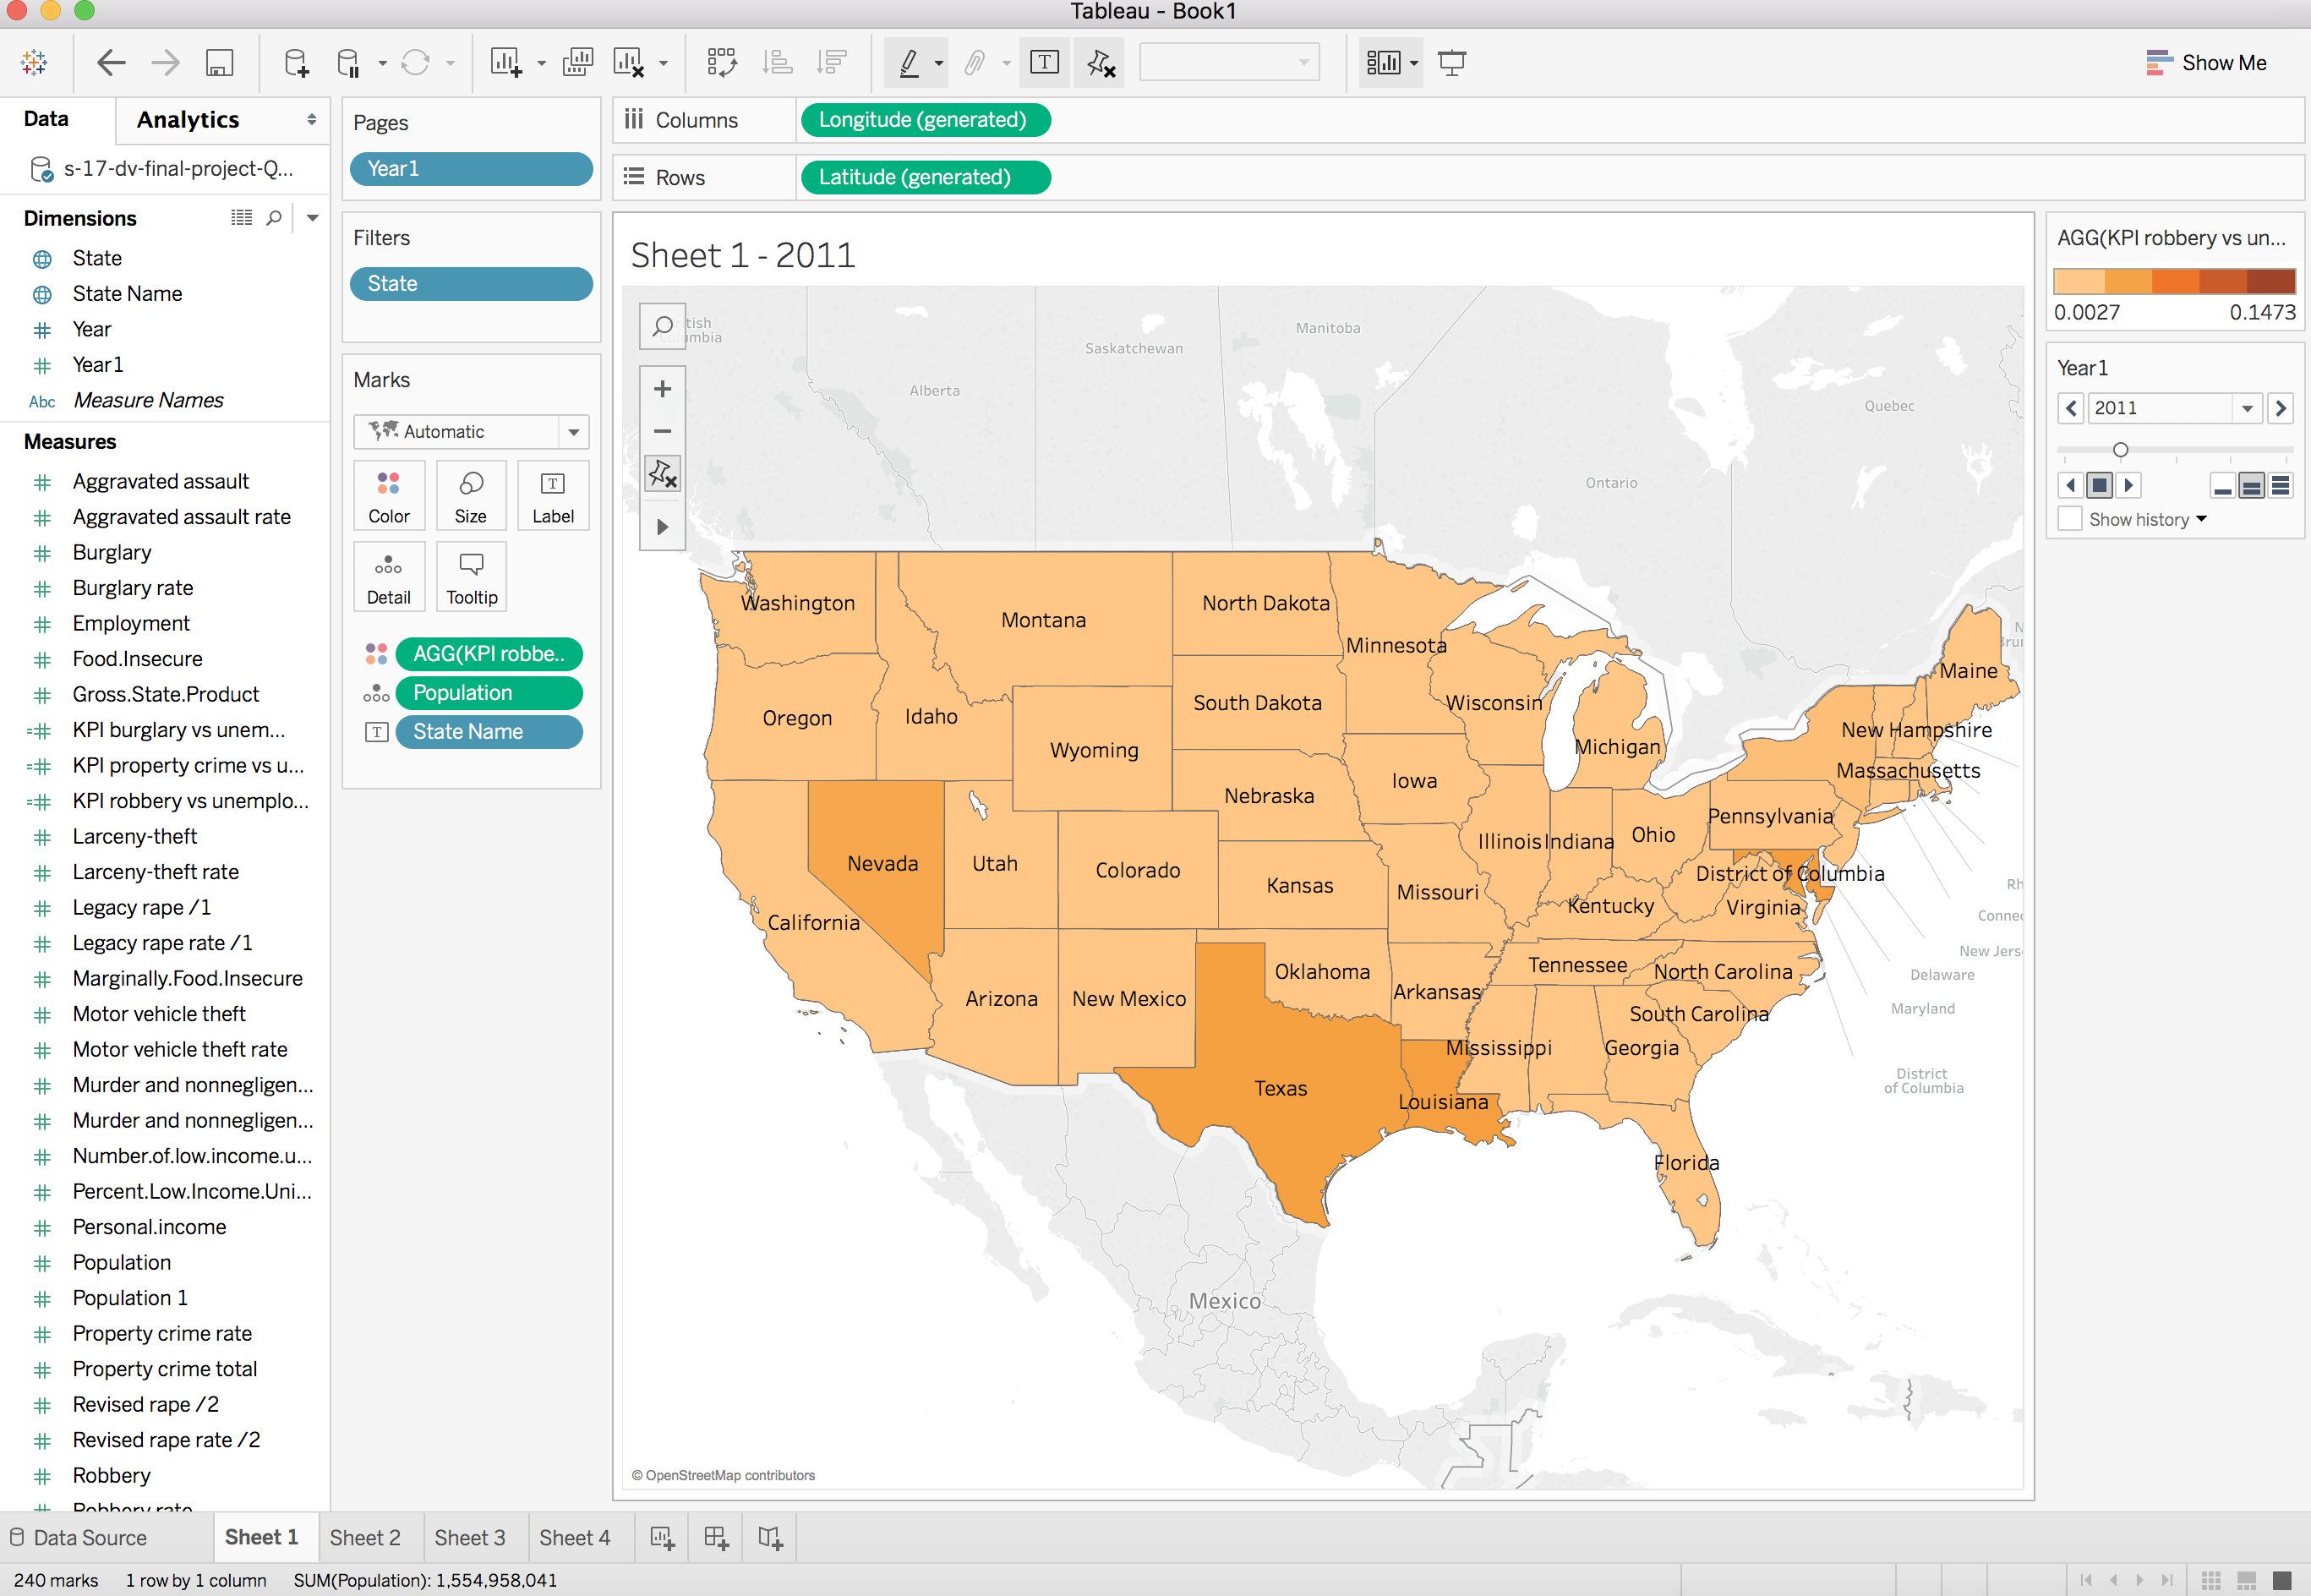 Tableau - Book1
Show Me
Data
Analytics
s-17-dv-final-project-Q...
Dimensions
State
State Name
Year
Year1
Abc Measure Names
Measures
Aggravated assault
Aggravated assault rate
Burglary
Burglary rate
Employment
Food.Insecure
Gross.State.Product
KPI burglary vs unem...
KPI property crime vs u...
KPI robbery vs unemplo...
Larceny-theft
Larceny-theft rate
Legacy rape /1
Legacy rape rate /1
Marginally.Food.Insecure
Motor vehicle theft
Motor vehicle theft rate
Murder and nonnegligen...
Murder and nonnegligen...
Number.of.low.income.u...
Percent.Low.Income.Uni...
Personal.income
Population
Population 1
Property crime rate
Property crime total
Revised rape /2
Revised rape rate /2
Robbery
Robbery rate
Pages
Year1
Filters
State
Marks
Automatic
Color
Size
T
Label
Detail
Tooltip
AGG(KPI robbe..
Population
T
State Name
Columns
Longitude (generated)
Rows
Latitude (generated)
Sheet 1 - 2011
tish
umbia
Alberta
Saskatchewan
Manitoba
Ontario
Quebec
N
Bru
Washington
Montana
North Dakota
Minnesota
Maine
Oregon
Idaho
South Dakota
Wisconsin
Wyoming
Michigan
New Hampshire
Massachusetts
Iowa
Nebraska
Pennsylvania
Illinois
Indiana
Ohio
Nevada
Utah
Colorado
Kansas
Missouri
District of Columbia
Kentucky
Virginia
California
Rh
Connec
New Jers
Delaware
Maryland
District
of Columbia
Arizona
New Mexico
Oklahoma
Arkansas
Tennessee
North Carolina
South Carolina
Mississippi
Georgia
Texas
Louisiana
Florida
Mexico
© OpenStreetMap contributors
AGG(KPI robbery vs un...
0.0027
0.1473
Year1
2011
Show history
Data Source
Sheet 1
Sheet 2
Sheet 3
Sheet 4
240 marks
1 row by 1 column
SUM(Population): 1,554,958,041